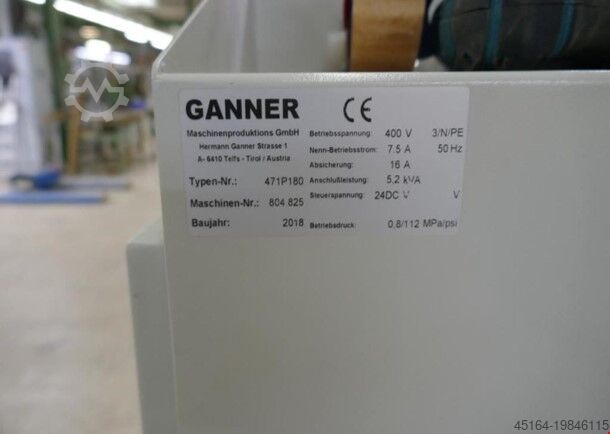 GANNER CE
Maschinenproduktions GmbH
Hermann Ganner Strasse 1
A- 6410 Telfs - Tirol / Austria
Typen-Nr.: 471P180
Maschinen-Nr.: 804.825
Baujahr: 2018
Betriebsspannung: 400 V 3/N/PE
Nenn-Betriebsstrom: 7.5 A 50 Hz
Absicherung: 16 A
Anschlußleistung: 5,2 kVA
Steuerspannung: 24DC V V
Betriebsdruck: 0,8/112 MPa/psi
45164-19846115